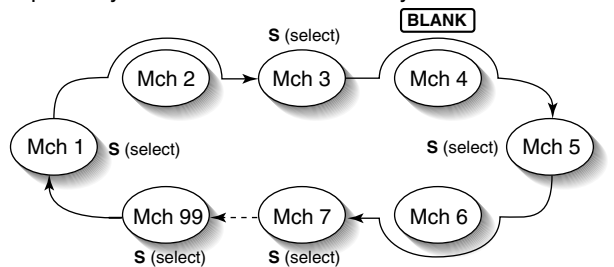 BLANK
S (select)
Mch 2
Mch 3
Mch 4
Mch 1
S (select)
S (select)
Mch 5
Mch 99
Mch 7
Mch 6
S (select)
S (select)